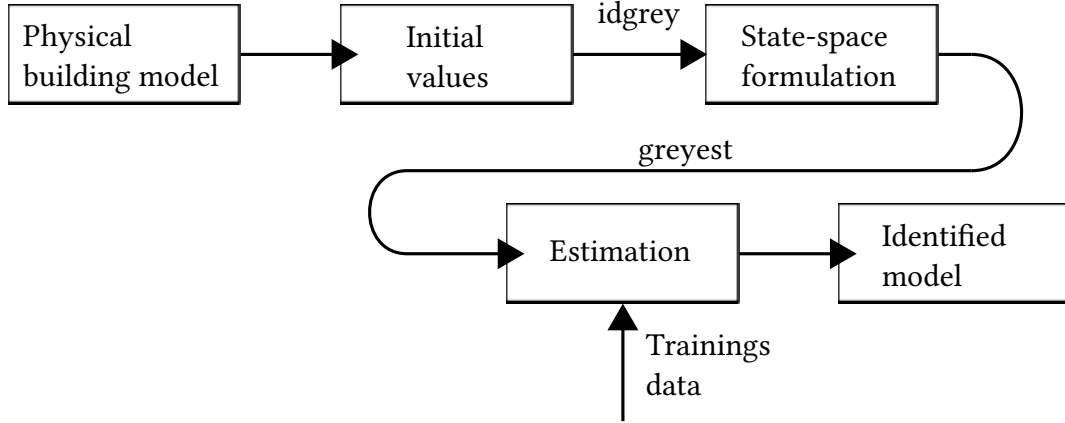 Physical
building model
Initial
values
idgrey
State-space
formulation
greyest
Estimation
Identified
model
Trainings
data